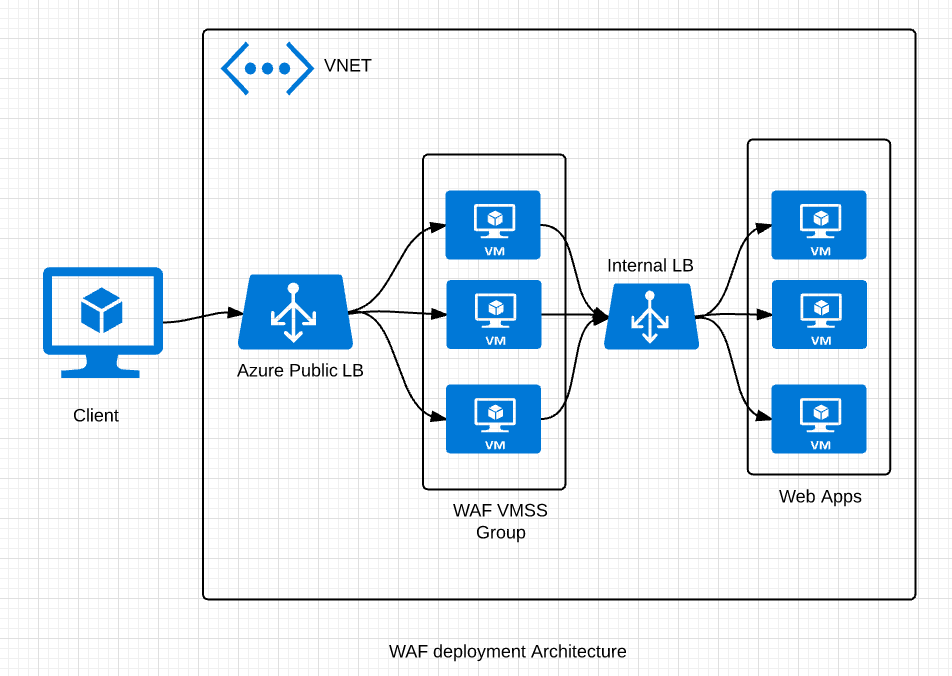 VNET
VM
VM
Internal LB
VM
VM
Azure Public LB
Client
VM
VM
Web Apps
WAF VMSS
Group
WAF deployment Architecture